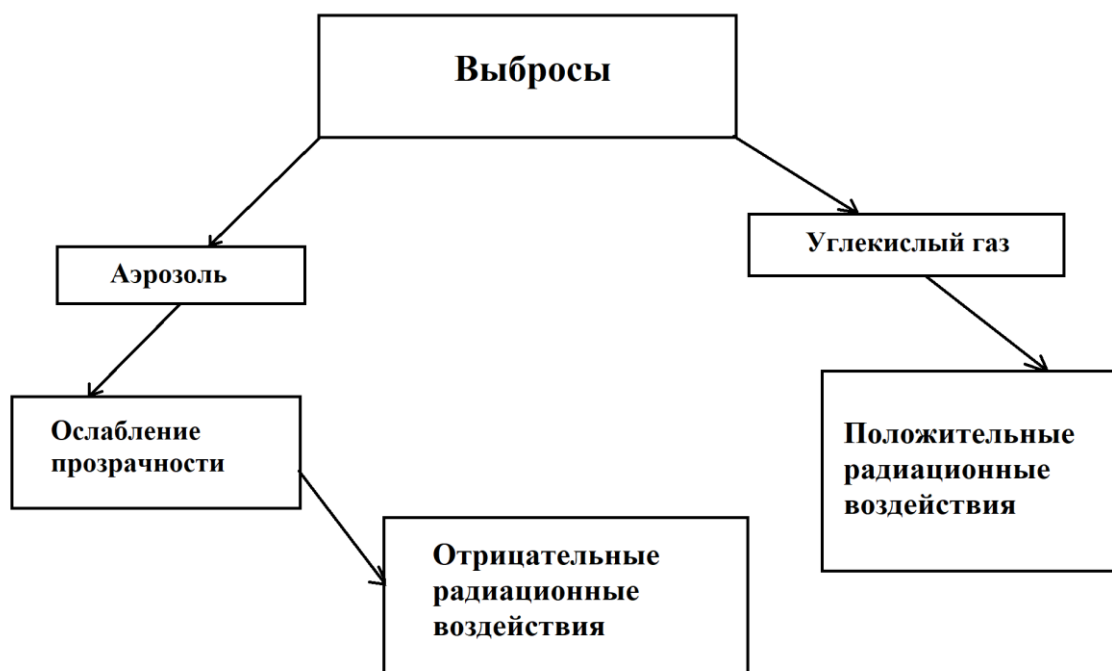 Выбросы
Углекислый газ
Аэрозоль
Ослабление
прозрачности
Положительные
радиационные
воздействия
Отрицательные
радиационные
воздействия